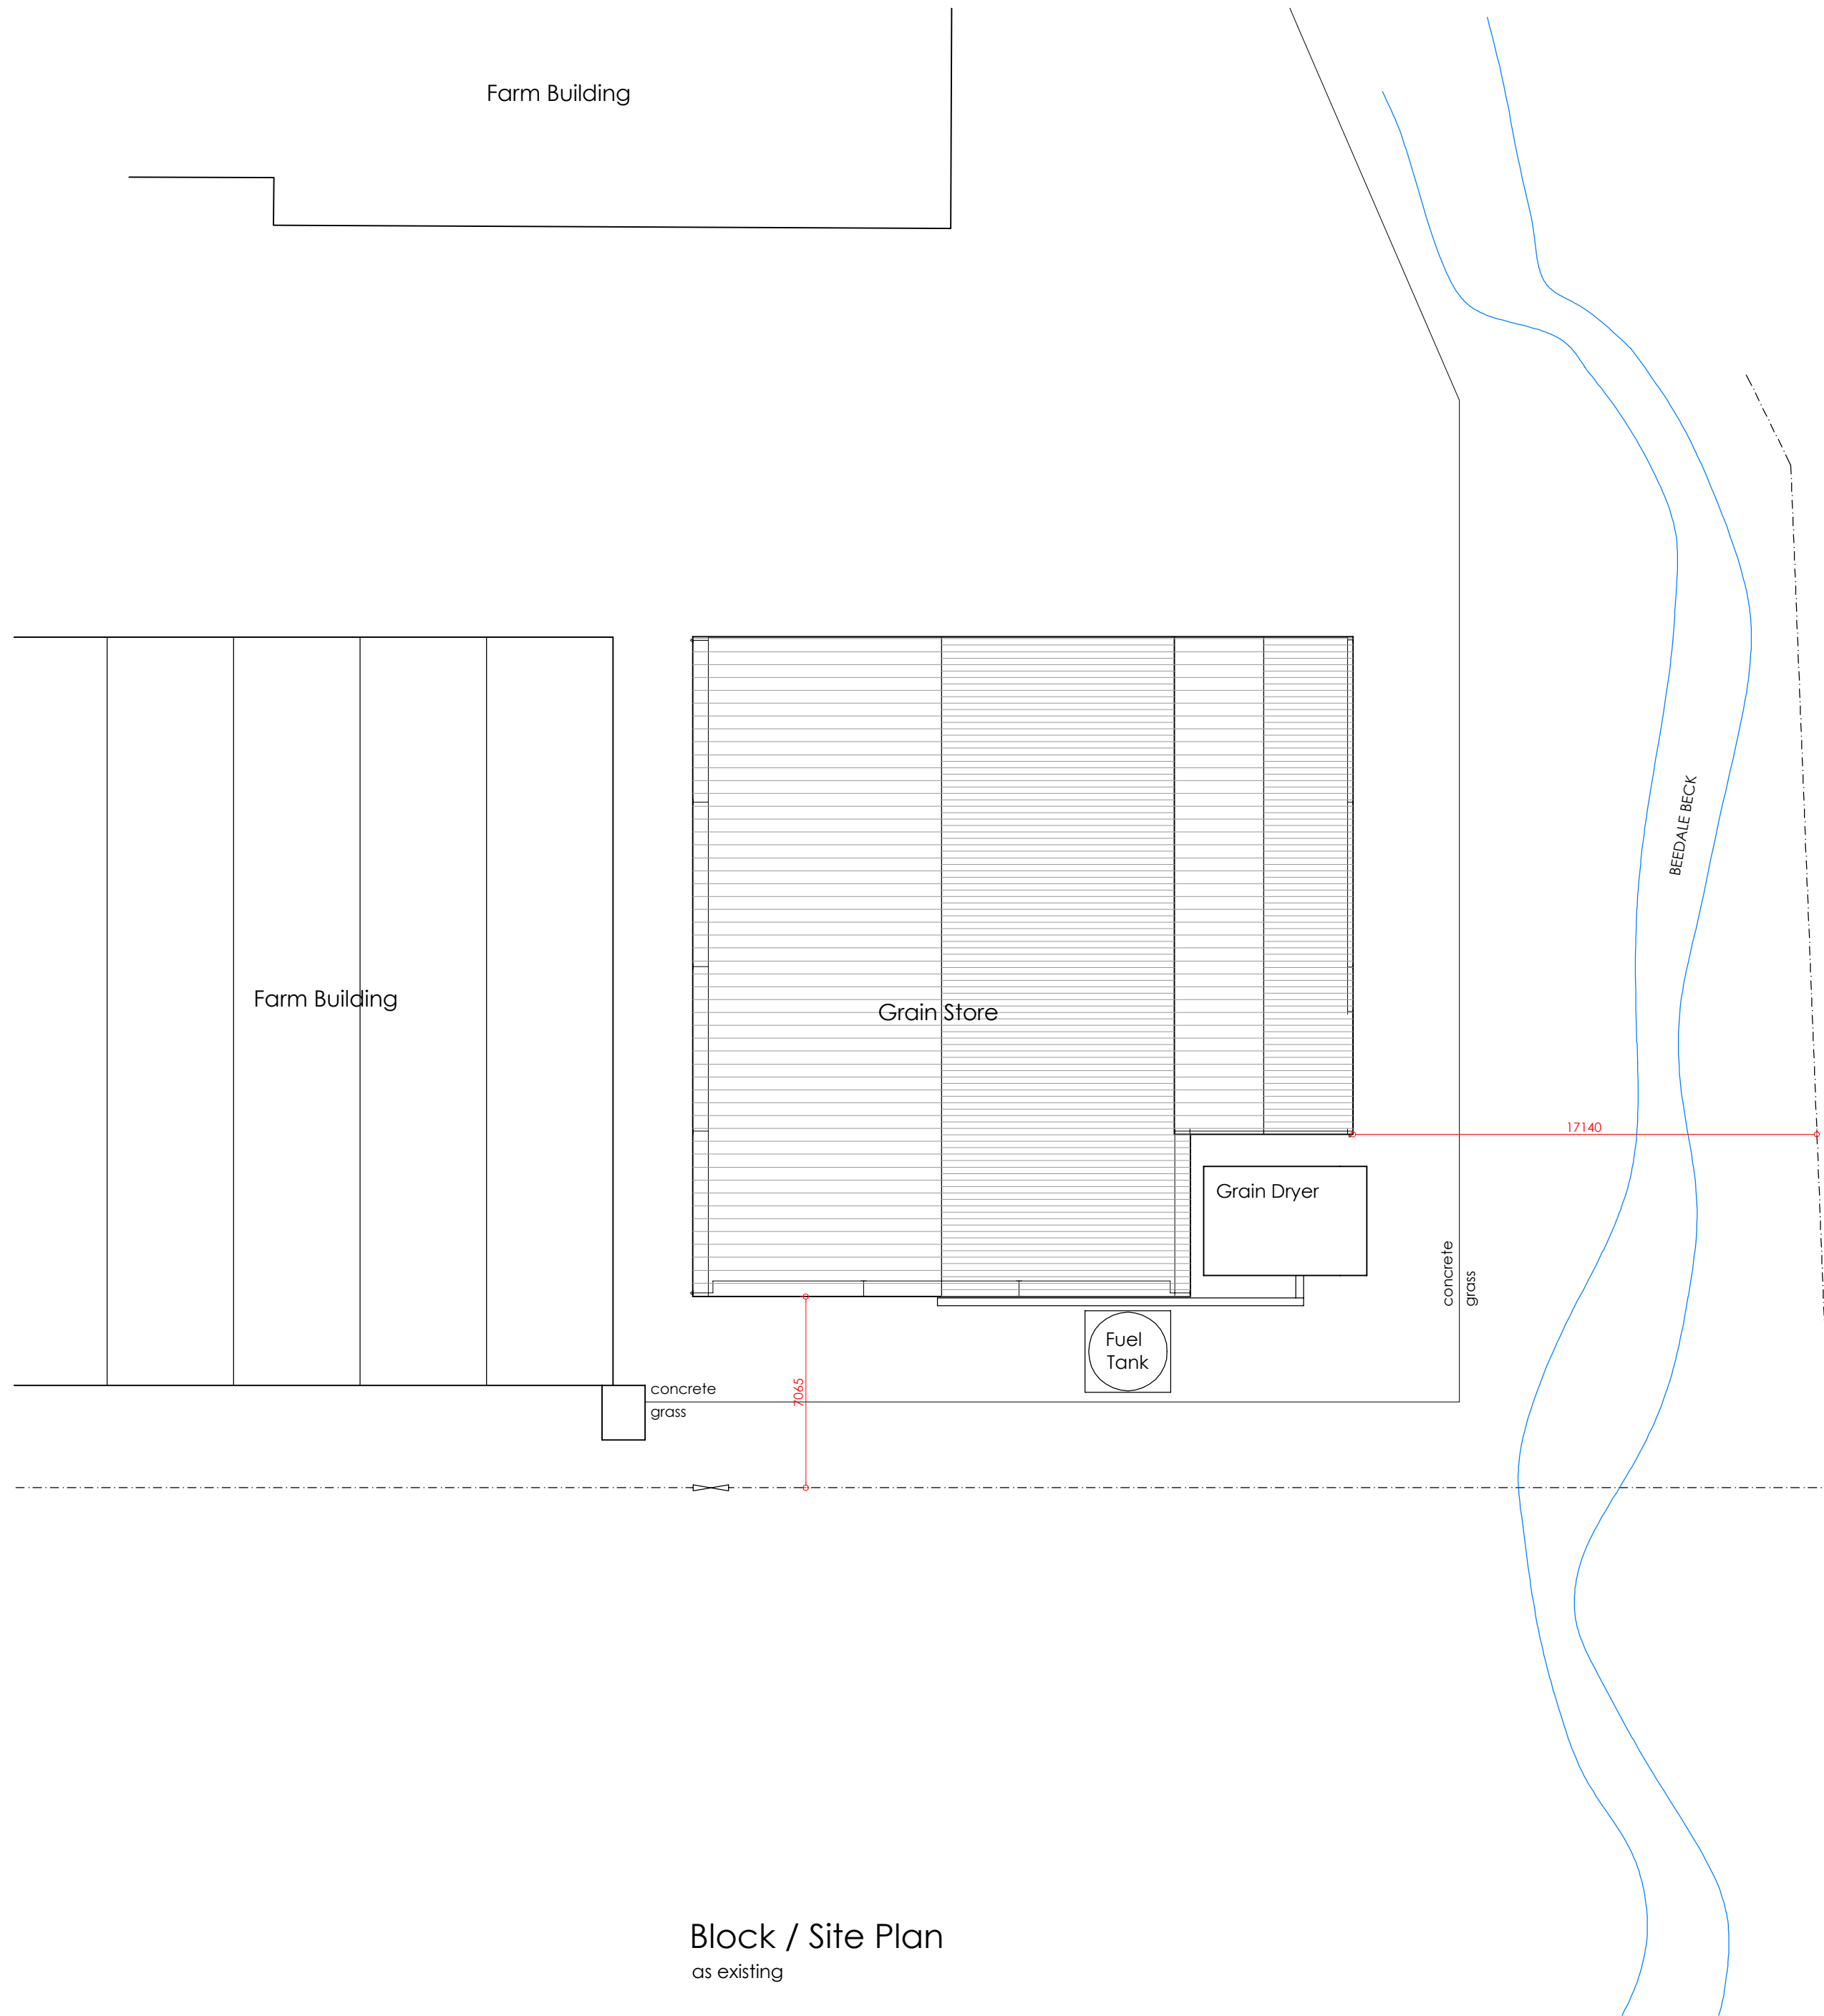 Farm Building
BEEDALE BECK
Farm Building
Grain Store
17140
Grain Dryer
concrete
grass
Fuel
Tank
7065
concrete
grass
Block / Site Plan
as existing